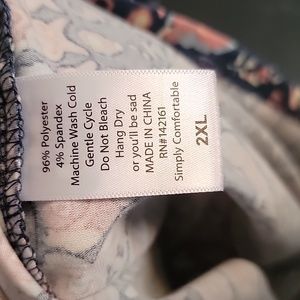 96% Polyester
4% Spandex
Machine Wash Cold
Gentle Cycle
Do Not Bleach
Hang Dry
or you'll be sad
MADE IN CHINA
RN#142161
Simply Comfortable
2XL